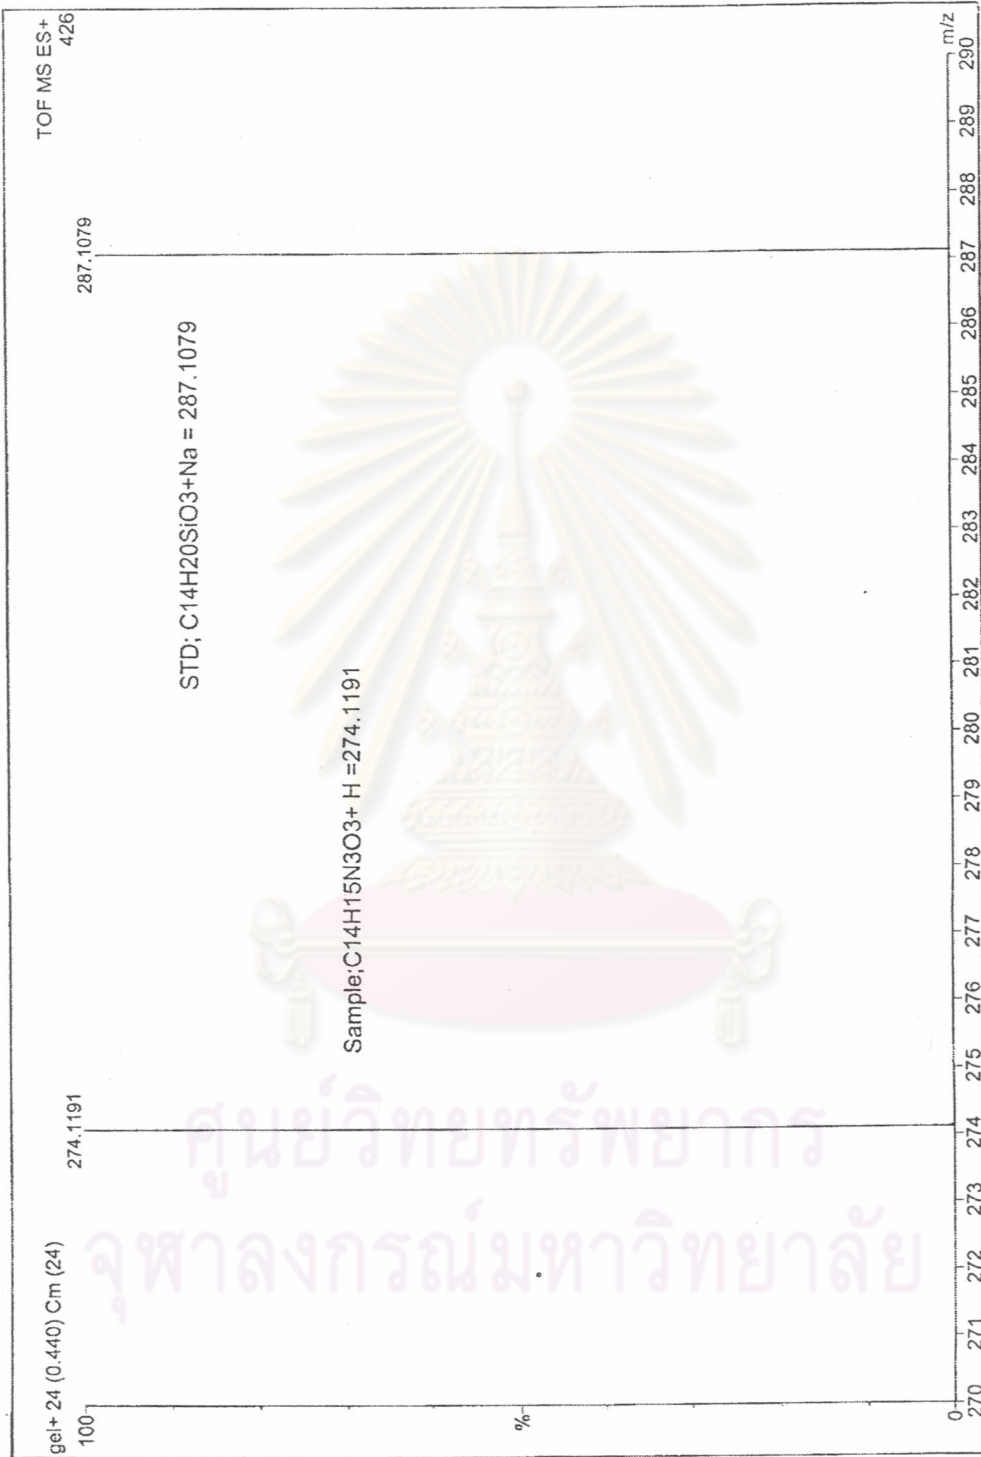 gel+ 24 (0.440) Cm (24)
TOF MS ES+
426
100
274.1191
287.1079
STD; C14H20SiO3+Na = 287.1079
Sample;C14H15N3O3+ H =274.1191
%
0
270 271 272 273 274 275 276 277 278 279 280 281 282 283 284 285 286 287 288 289 290
m/z
ศูนย์วิทยทรัพยากร
จุฬาลงกรณ์มหาวิทยาลัย